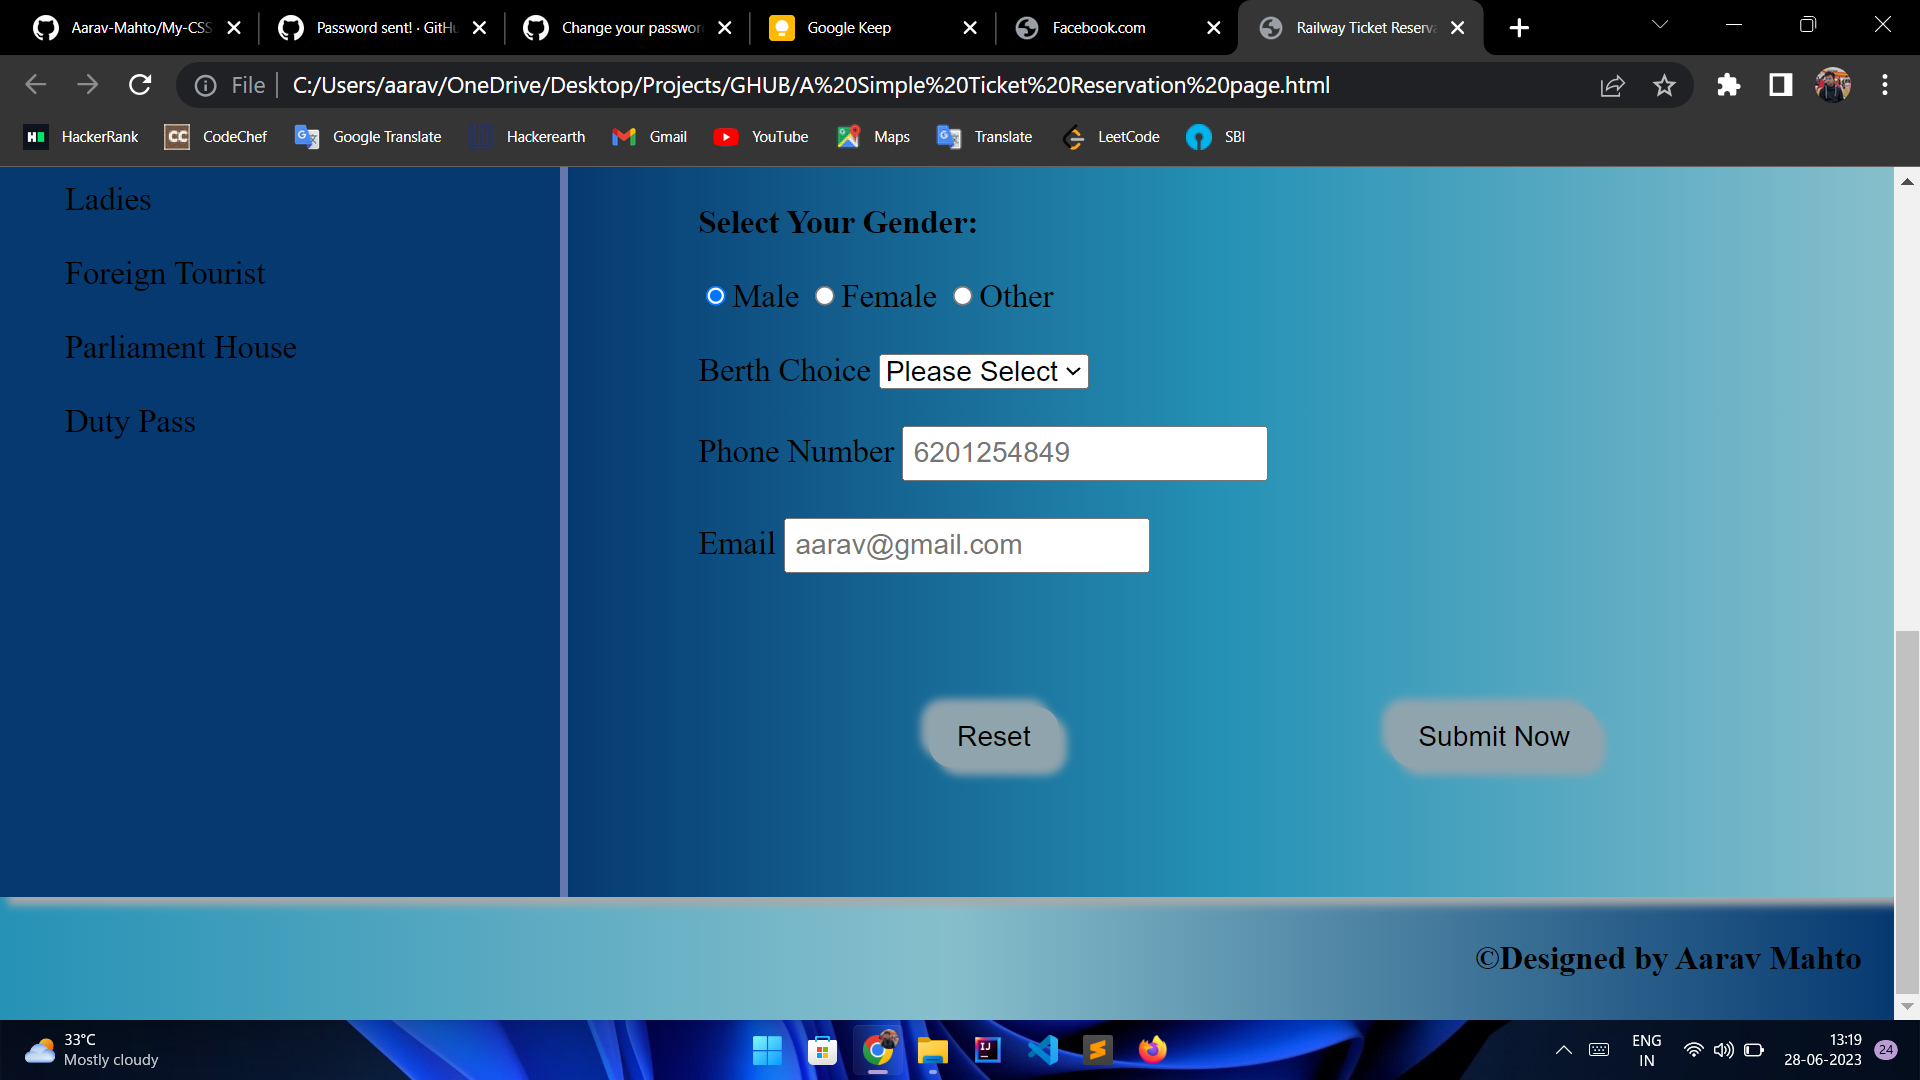 Aarav-Mahto/My-CSS
Password sent! · GitHu
Change your passwor
Google Keep
Facebook.com
Railway Ticket Reserva
File
C:/Users/aarav/OneDrive/Desktop/Projects/GHUB/A%20Simple%20Ticket%20Reservation%20page.html
HackerRank
CodeChef
Google Translate
Hackerearth
Gmail
YouTube
Maps
Translate
LeetCode
SBI
Ladies
Foreign Tourist
Parliament House
Duty Pass
Select Your Gender:
Male Female Other
Berth Choice Please Select
Phone Number 6201254849
Email aarav@gmail.com
Reset
Submit Now
©Designed by Aarav Mahto
33°C
Mostly cloudy
ENG
IN
13:19
28-06-2023
24